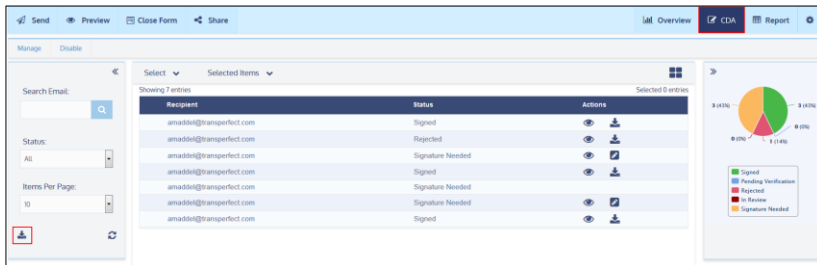 Send Preview Close Form Share Overview CDA Report
Manage Disable
Search Email:
Status:
All
Items Per Page:
10
Select Selected Items
Showing 7 entries Selected 0 entries
Recipient Status Actions
amaddel@transperfect.com Signed
amaddel@transperfect.com Rejected
amaddel@transperfect.com Signature Needed
amaddel@transperfect.com Signed
amaddel@transperfect.com Signature Needed
amaddel@transperfect.com Signature Needed
amaddel@transperfect.com Signed
3 (43%) 3 (43%)
0 (0%)
0 (0%) 1 (14%)
Signed
Pending Verification
Rejected
In Review
Signature Needed